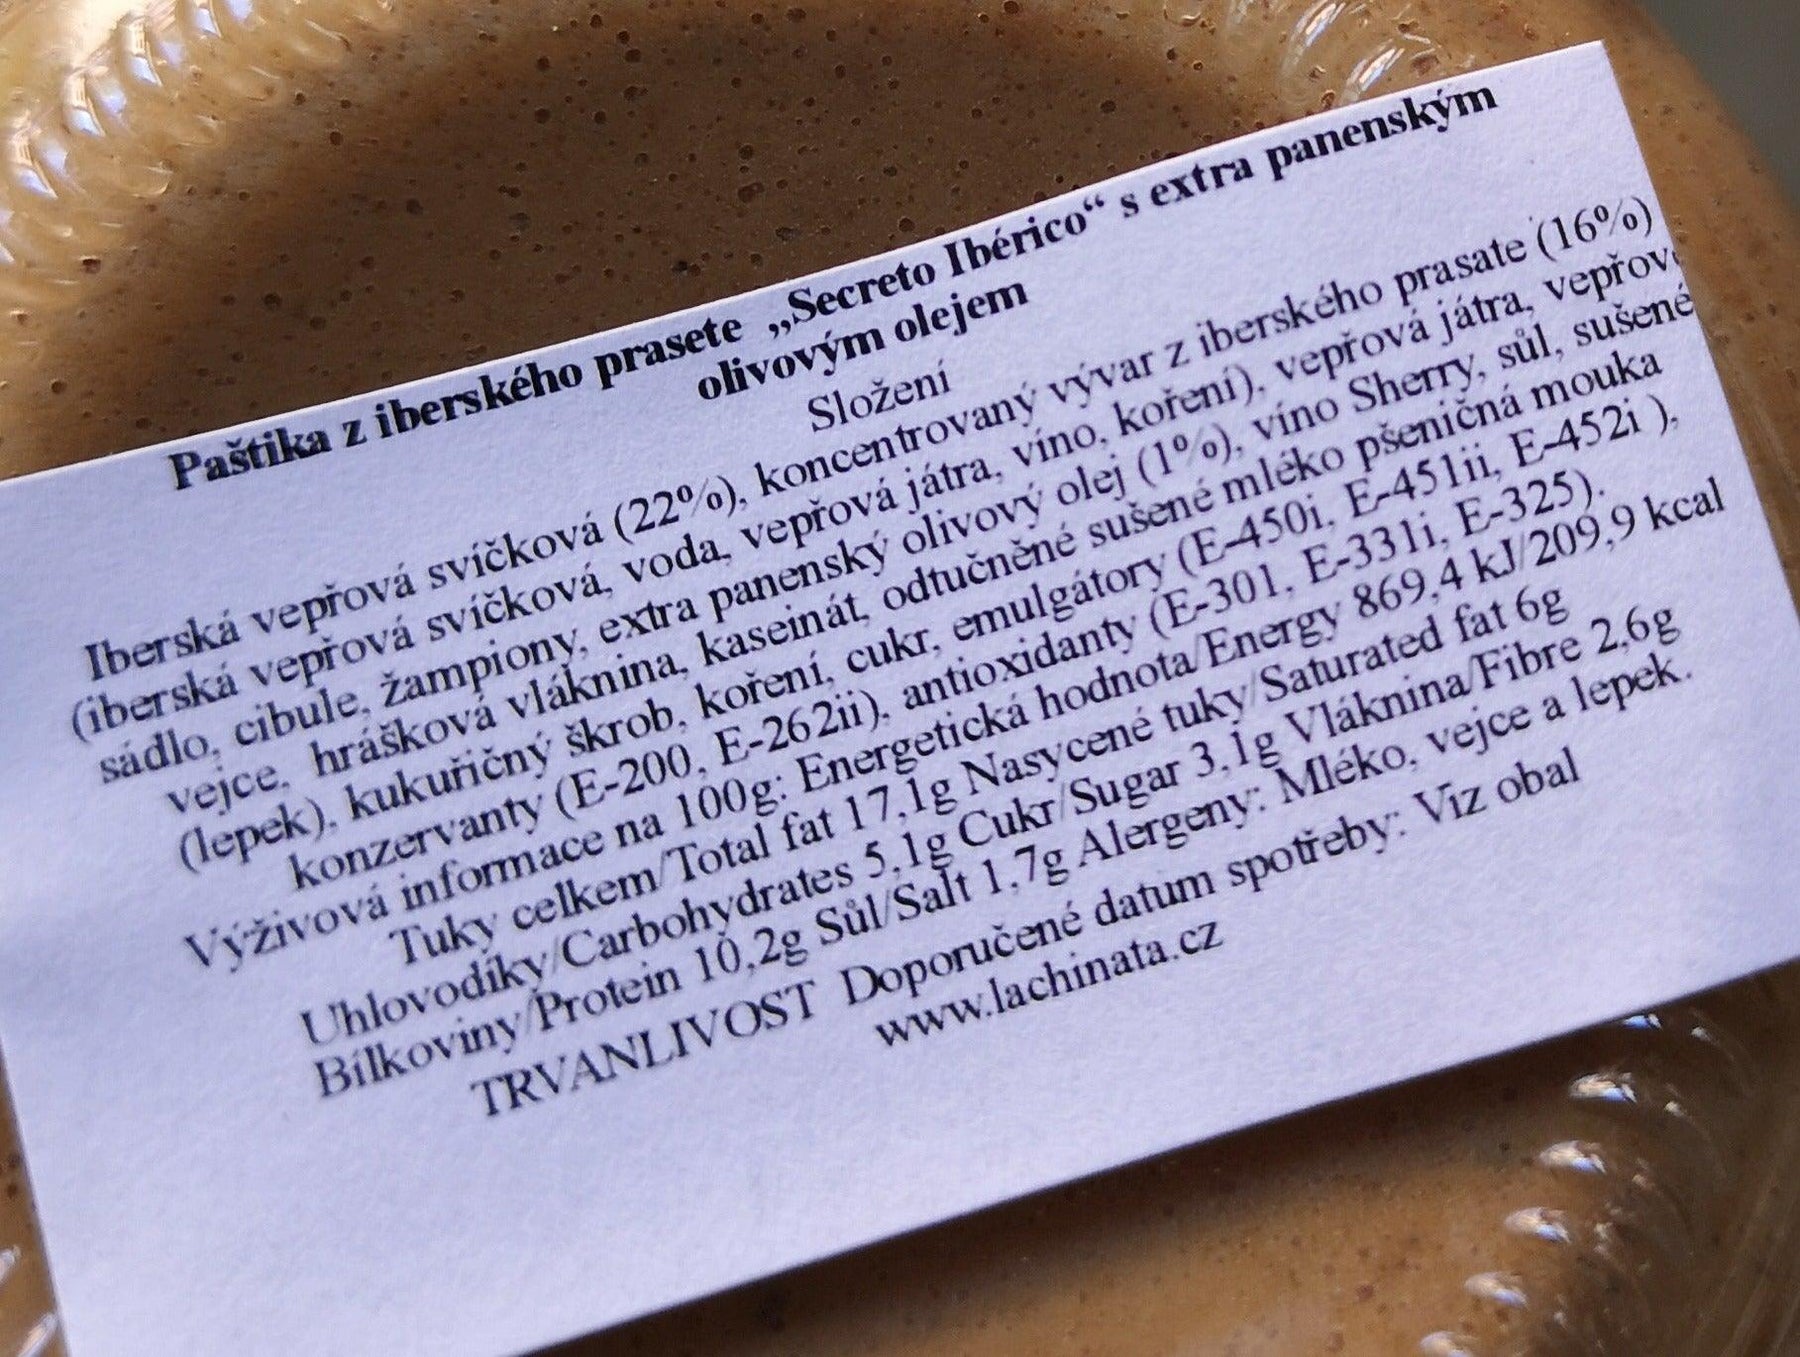 Paštika z iberského prasete „Secreto Ibérico“ s extra panenským
olivovým olejem
Složení
Iberská vepřová svíčková (22%), koncentrovaný vývar z iberského prasate (16%)
(iberská vepřová svíčková, voda, vepřová játra, víno, koření), vepřová játra, vepřové
sádlo, cibule, žampiony, extra panenský olivový olej (1%), víno Sherry, sůl, sušené
vejce, hrášková vláknina, kaseinát, odtučněné sušené mléko pšeničná mouka
(lepek), kukuřičný škrob, koření, cukr, emulgátory (E-450i, E-451ii, E-452i ),
konzervanty (E-200, E-262ii), antioxidanty (E-301, E-331i, E-325).
Výživová informace na 100g: Energetická hodnota/Energy 869,4 kJ/209,9 kcal
Tuky celkem/Total fat 17,1g Nasycené tuky/Saturated fat 6g
Uhlovodíky/Carbohydrates 5,1g Cukr/Sugar 3,1g Vláknina/Fibre 2,6g
Bílkoviny/Protein 10,2g Sůl/Salt 1,7g Alergeny: Mléko, vejce a lepek.
TRVANLIVOST Doporučené datum spotřeby: Viz obal
www.lachinata.cz